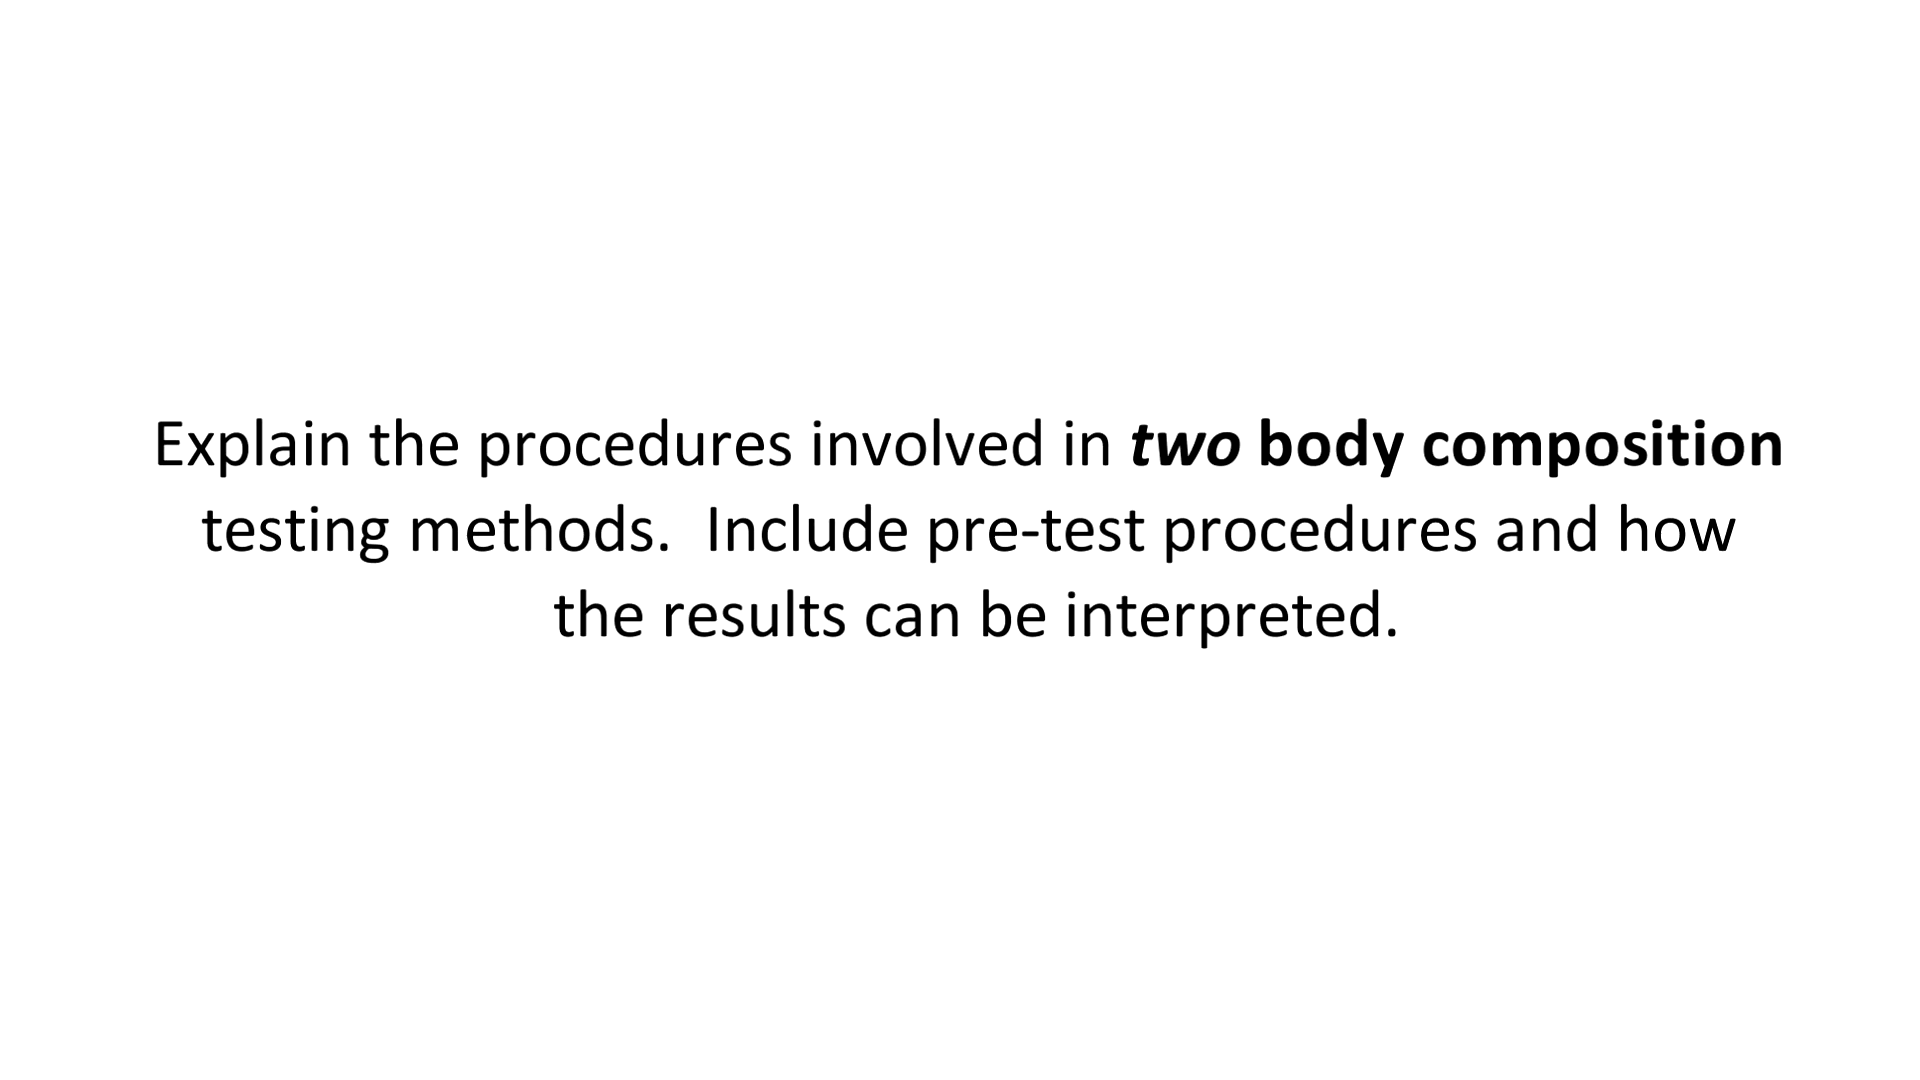 Explain the procedures involved in two body composition
testing methods.  Include pre-test procedures and how
the results can be interpreted.